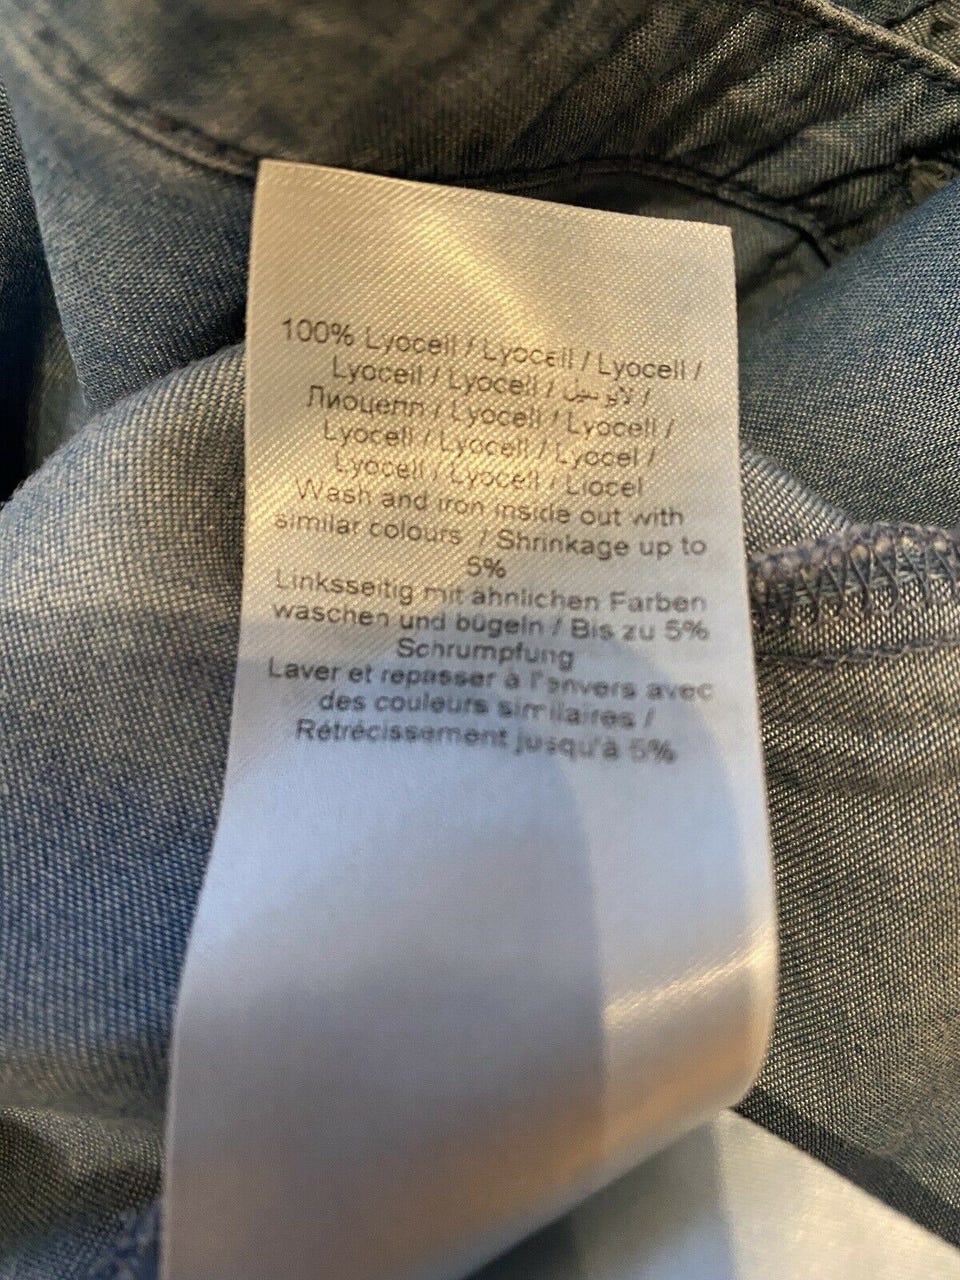 100% Lyocell / Lyocell / Lyocell /
Lyocell / Lyocell / لايوسيل /
Лиоцелл / Lyocell / Lyocell /
Lyocell / Lyocell / Lyocel /
Lyocell / Lyocell / Liocel
Wash and iron inside out with
similar colours / Shrinkage up to
5%
Linksseitig mit ähnlichen Farben
waschen und bügeln / Bis zu 5%
Schrumpfung
Laver et repasser à l'envers avec
des couleurs similaires /
Rétrécissement jusqu'à 5%